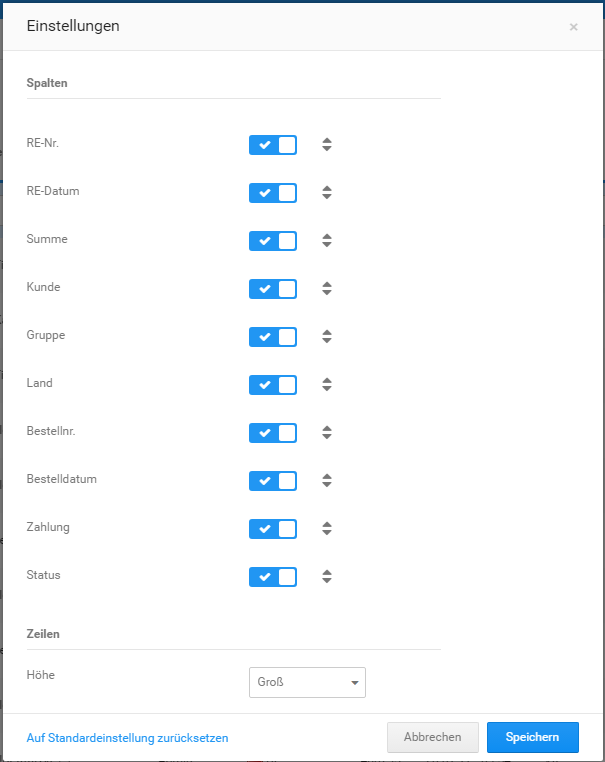 Einstellungen
Spalten
RE-Nr.
RE-Datum
Summe
Kunde
Gruppe
Land
Bestellnr.
Bestelldatum
Zahlung
Status
Zeilen
Höhe Groß
Auf Standardeinstellung zurücksetzen Abbrechen Speichern